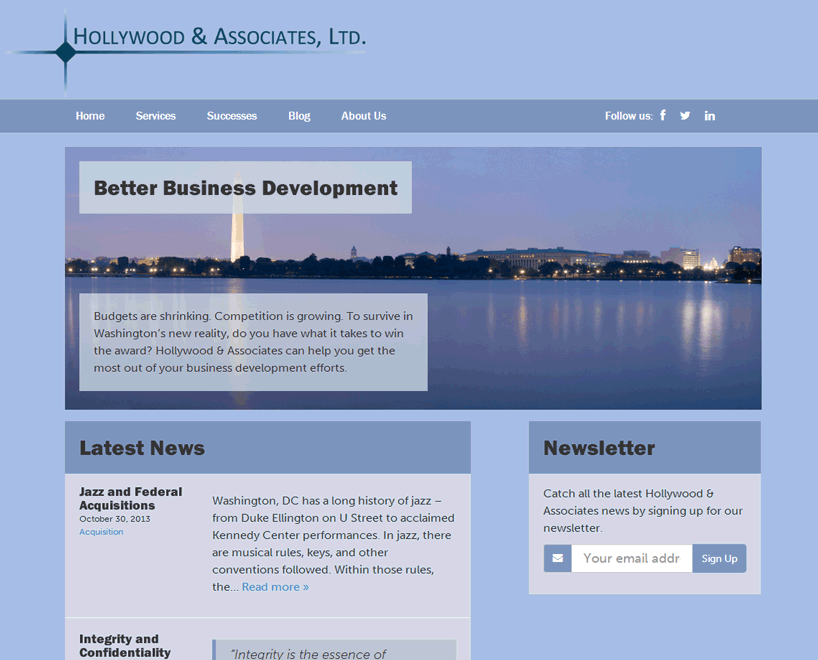 HOLLYWOOD & ASSOCIATES, LTD.
Home Services Successes Blog About Us Follow us:
Better Business Development
Budgets are shrinking. Competition is growing. To survive in
Washington’s new reality, do you have what it takes to win
the award? Hollywood & Associates can help you get the
most out of your business development efforts.
Latest News
Jazz and Federal
Acquisitions
October 30, 2013
Acquisition
Washington, DC has a long history of jazz –
from Duke Ellington on U Street to acclaimed
Kennedy Center performances. In jazz, there
are musical rules, keys, and other
conventions followed. Within those rules,
the... Read more »
Integrity and
Confidentiality
“Integrity is the essence of
Newsletter
Catch all the latest Hollywood &
Associates news by signing up for our
newsletter.
Your email addr Sign Up